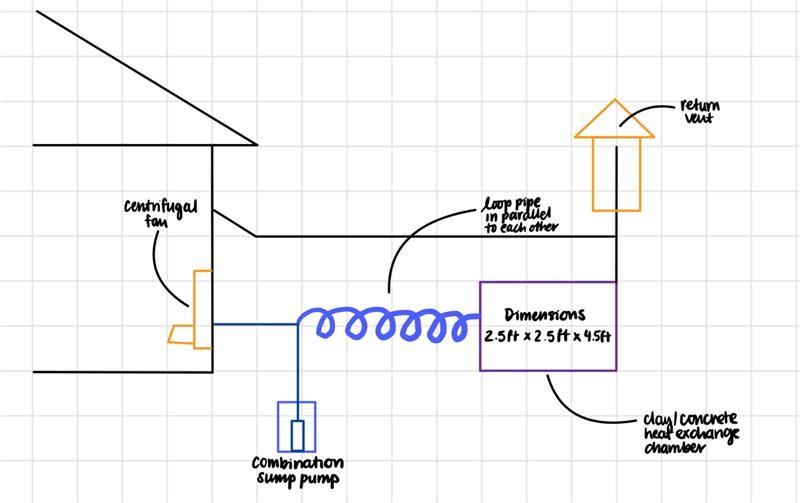 return
vent
centrifugal
fan
loop pipe
in parallel
to each other
Dimensions
2.5ft x 2.5ft x 4.5ft
clay/concrete
heat exchange
chamber
combination
sump pump